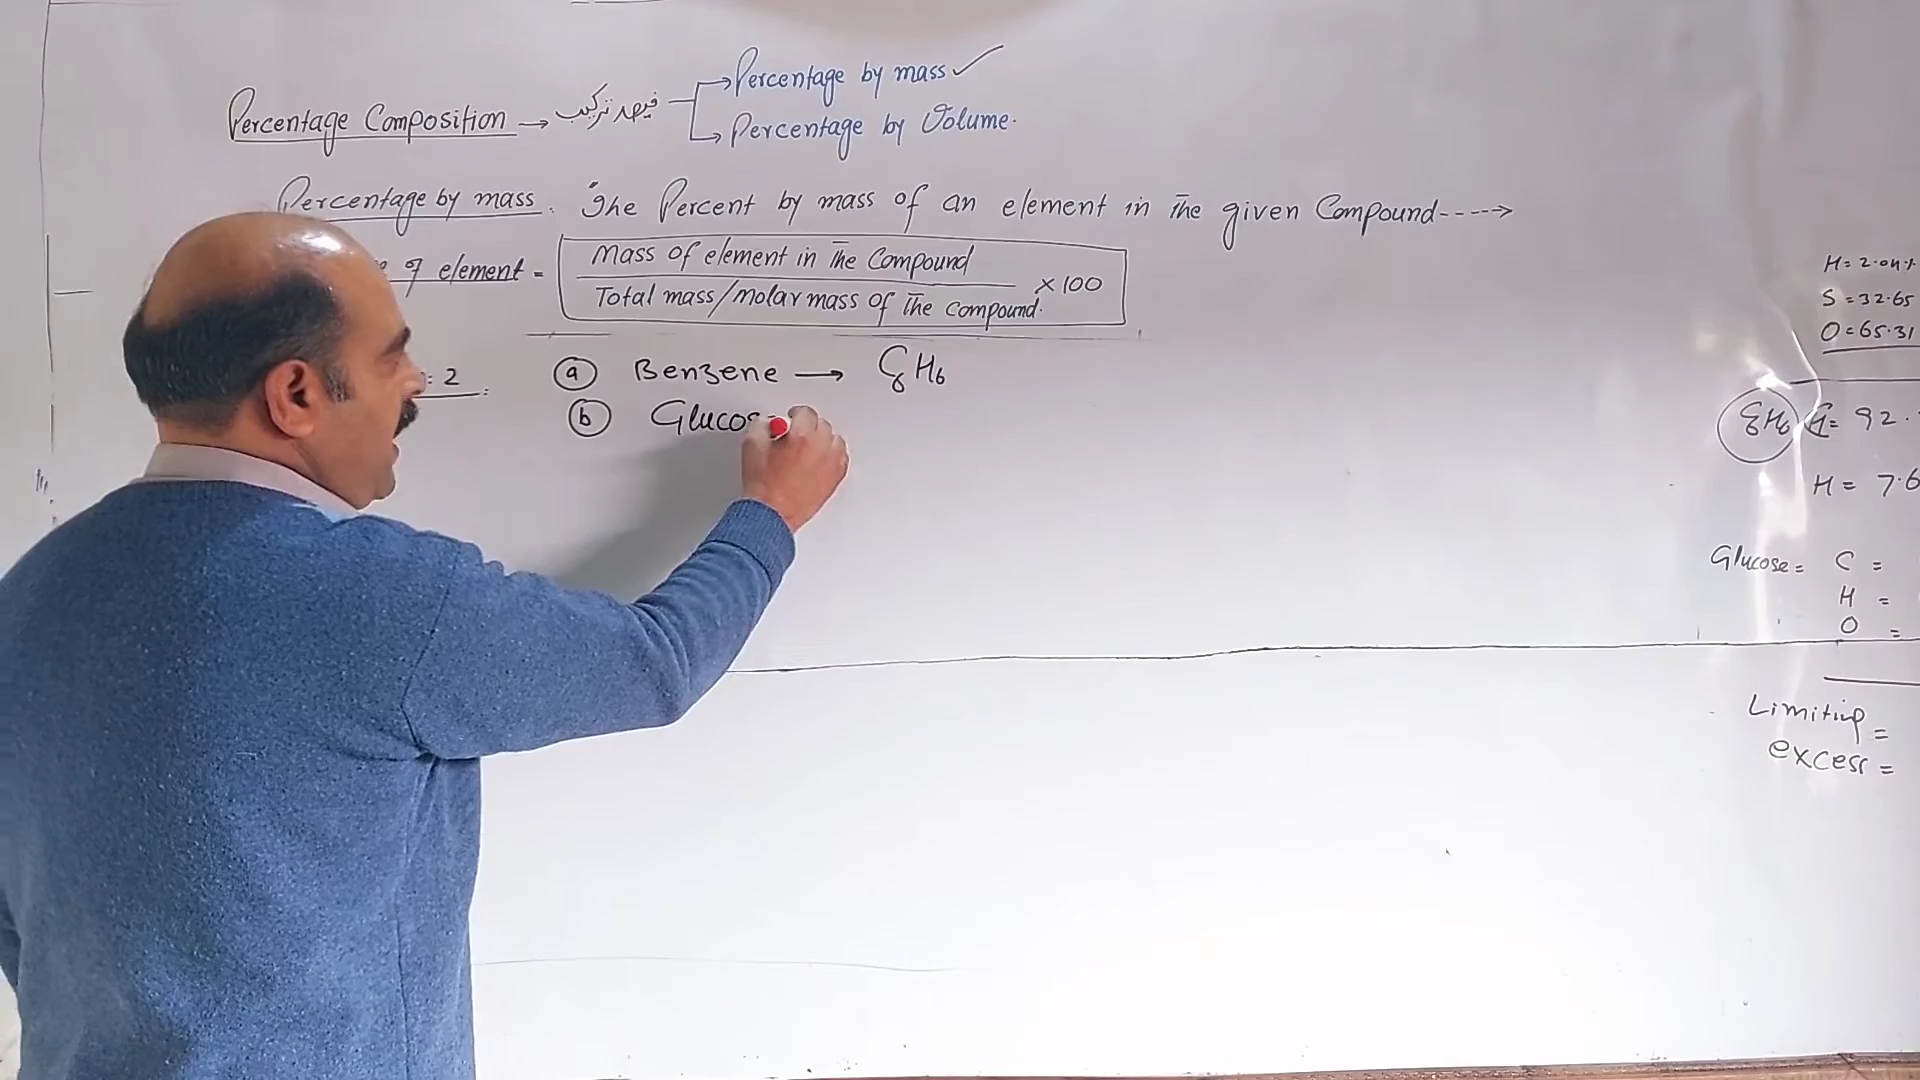 Percentage Composition → فیصد ترکیب
→ Percentage by mass ✓
→ Percentage by Volume.
Percentage by mass. The Percent by mass of an element in the given Compound ----→
of element = Mass of element in the Compound
Total mass/molar mass of the compound. × 100
: 2
(a) Benzene → C6H6
(b) Glucose
H = 2.04%
S = 32.65
O = 65.31
C6H6 C = 92.
H = 7.6
Glucose = C =
H =
O =
Limiting =
excess =